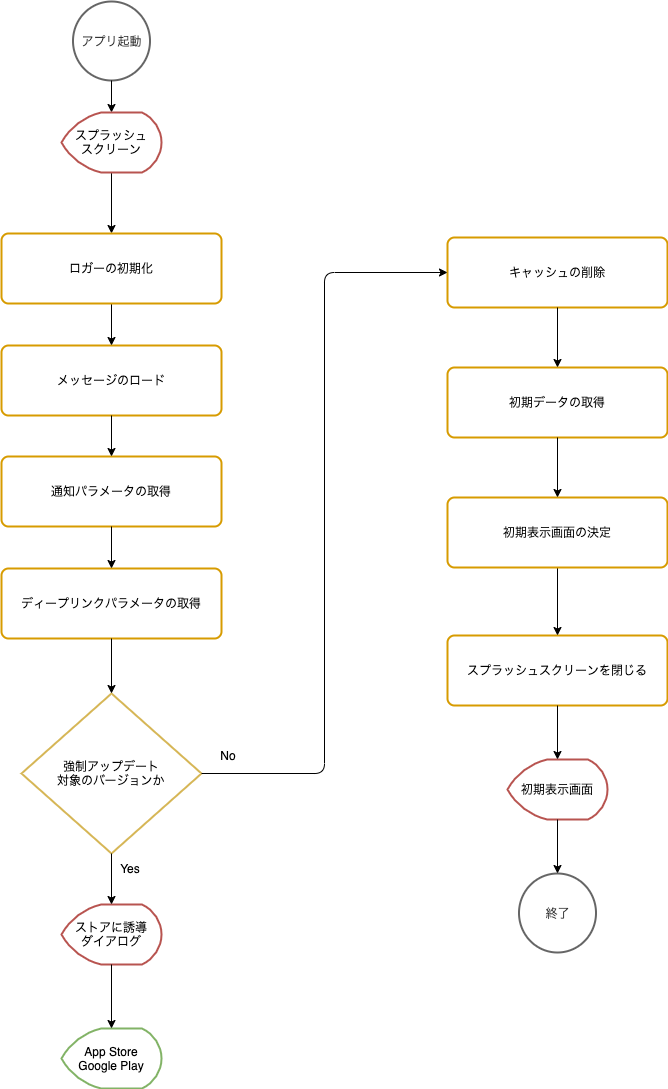 アプリ起動
スプラッシュ
スクリーン
ロガーの初期化
メッセージのロード
通知パラメータの取得
ディープリンクパラメータの取得
強制アップデート
対象のバージョンか
No
Yes
ストアに誘導
ダイアログ
App Store
Google Play
キャッシュの削除
初期データの取得
初期表示画面の決定
スプラッシュスクリーンを閉じる
初期表示画面
終了